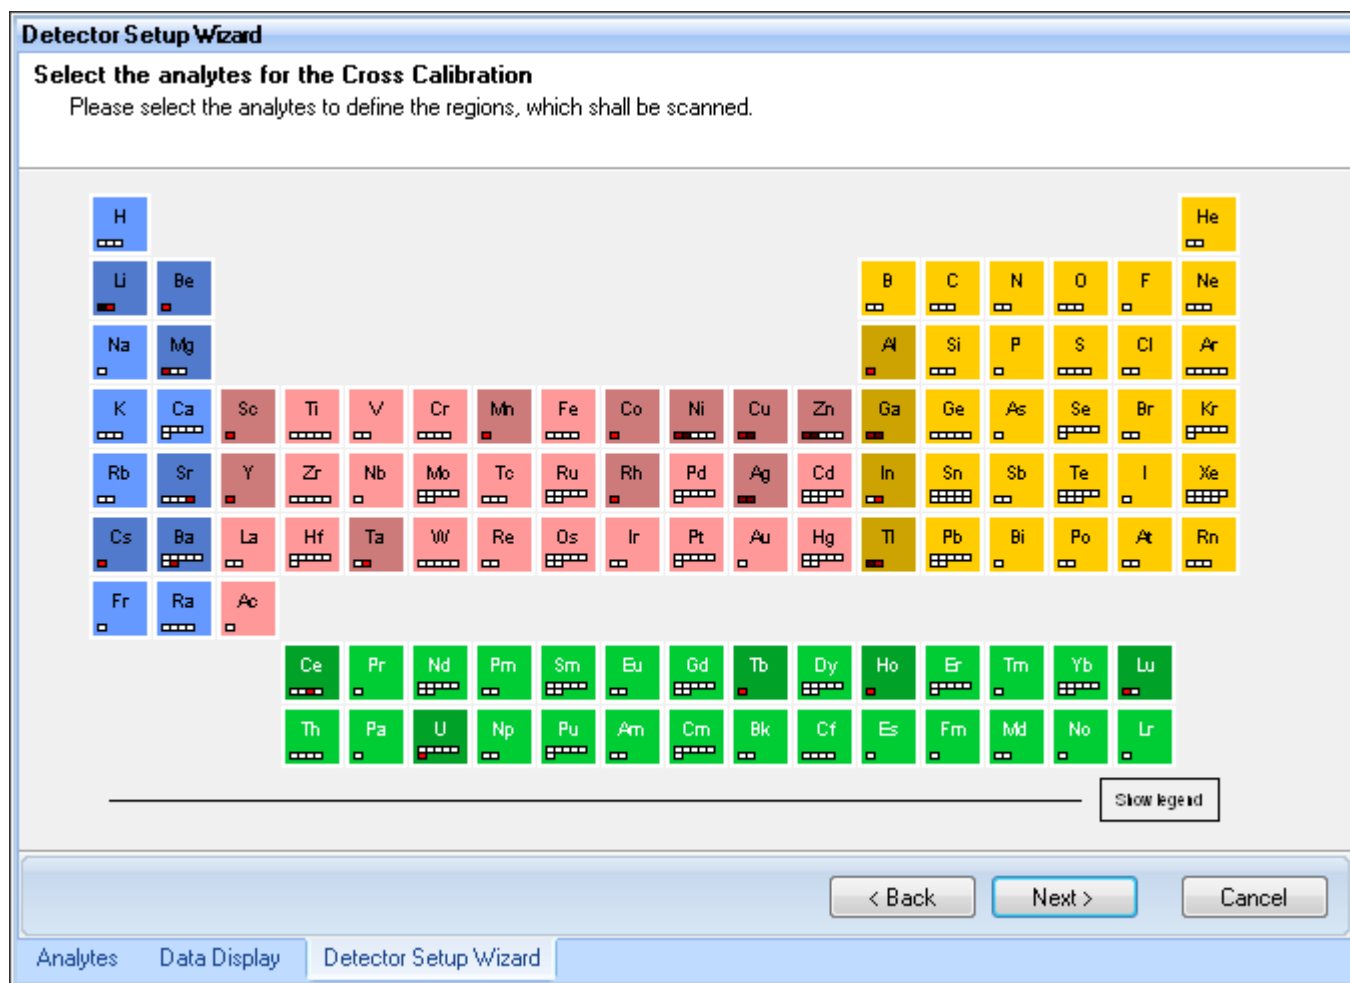 Detector Setup Wizard
Select the analytes for the Cross Calibration
Please select the analytes to define the regions, which shall be scanned.
H He
Li Be B C N O F Ne
Na Mg Al Si P S Cl Ar
K Ca Sc Ti V Cr Mn Fe Co Ni Cu Zn Ga Ge As Se Br Kr
Rb Sr Y Zr Nb Mo Tc Ru Rh Pd Ag Cd In Sn Sb Te I Xe
Cs Ba La Hf Ta W Re Os Ir Pt Au Hg Tl Pb Bi Po At Rn
Fr Ra Ac
Ce Pr Nd Pm Sm Eu Gd Tb Dy Ho Er Tm Yb Lu
Th Pa U Np Pu Am Cm Bk Cf Es Fm Md No Lr
Show legend
< Back Next > Cancel
Analytes Data Display Detector Setup Wizard